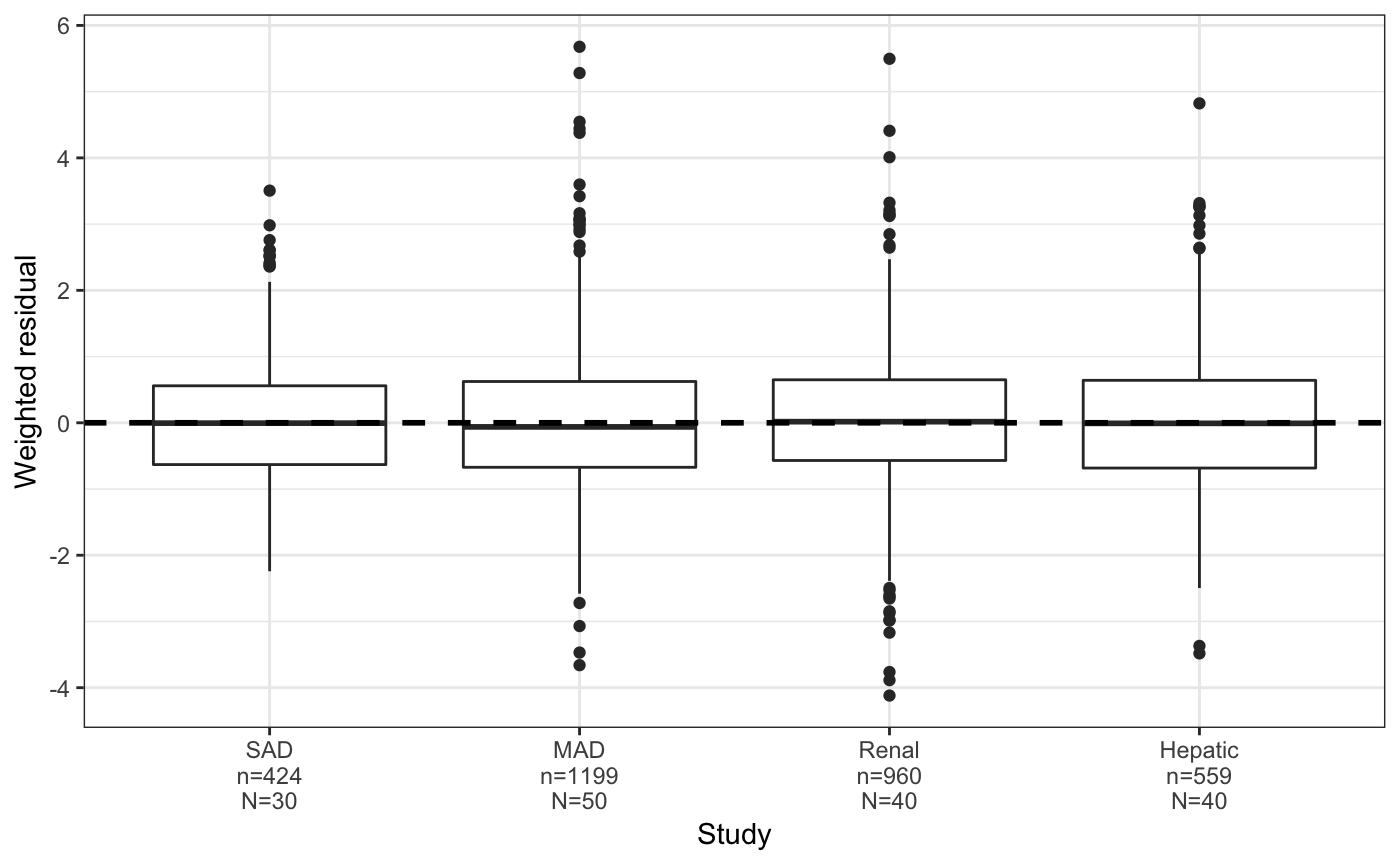 Weighted residual
6
4
2
0
-2
-4
SAD
n=424
N=30
MAD
n=1199
N=50
Renal
n=960
N=40
Hepatic
n=559
N=40
Study